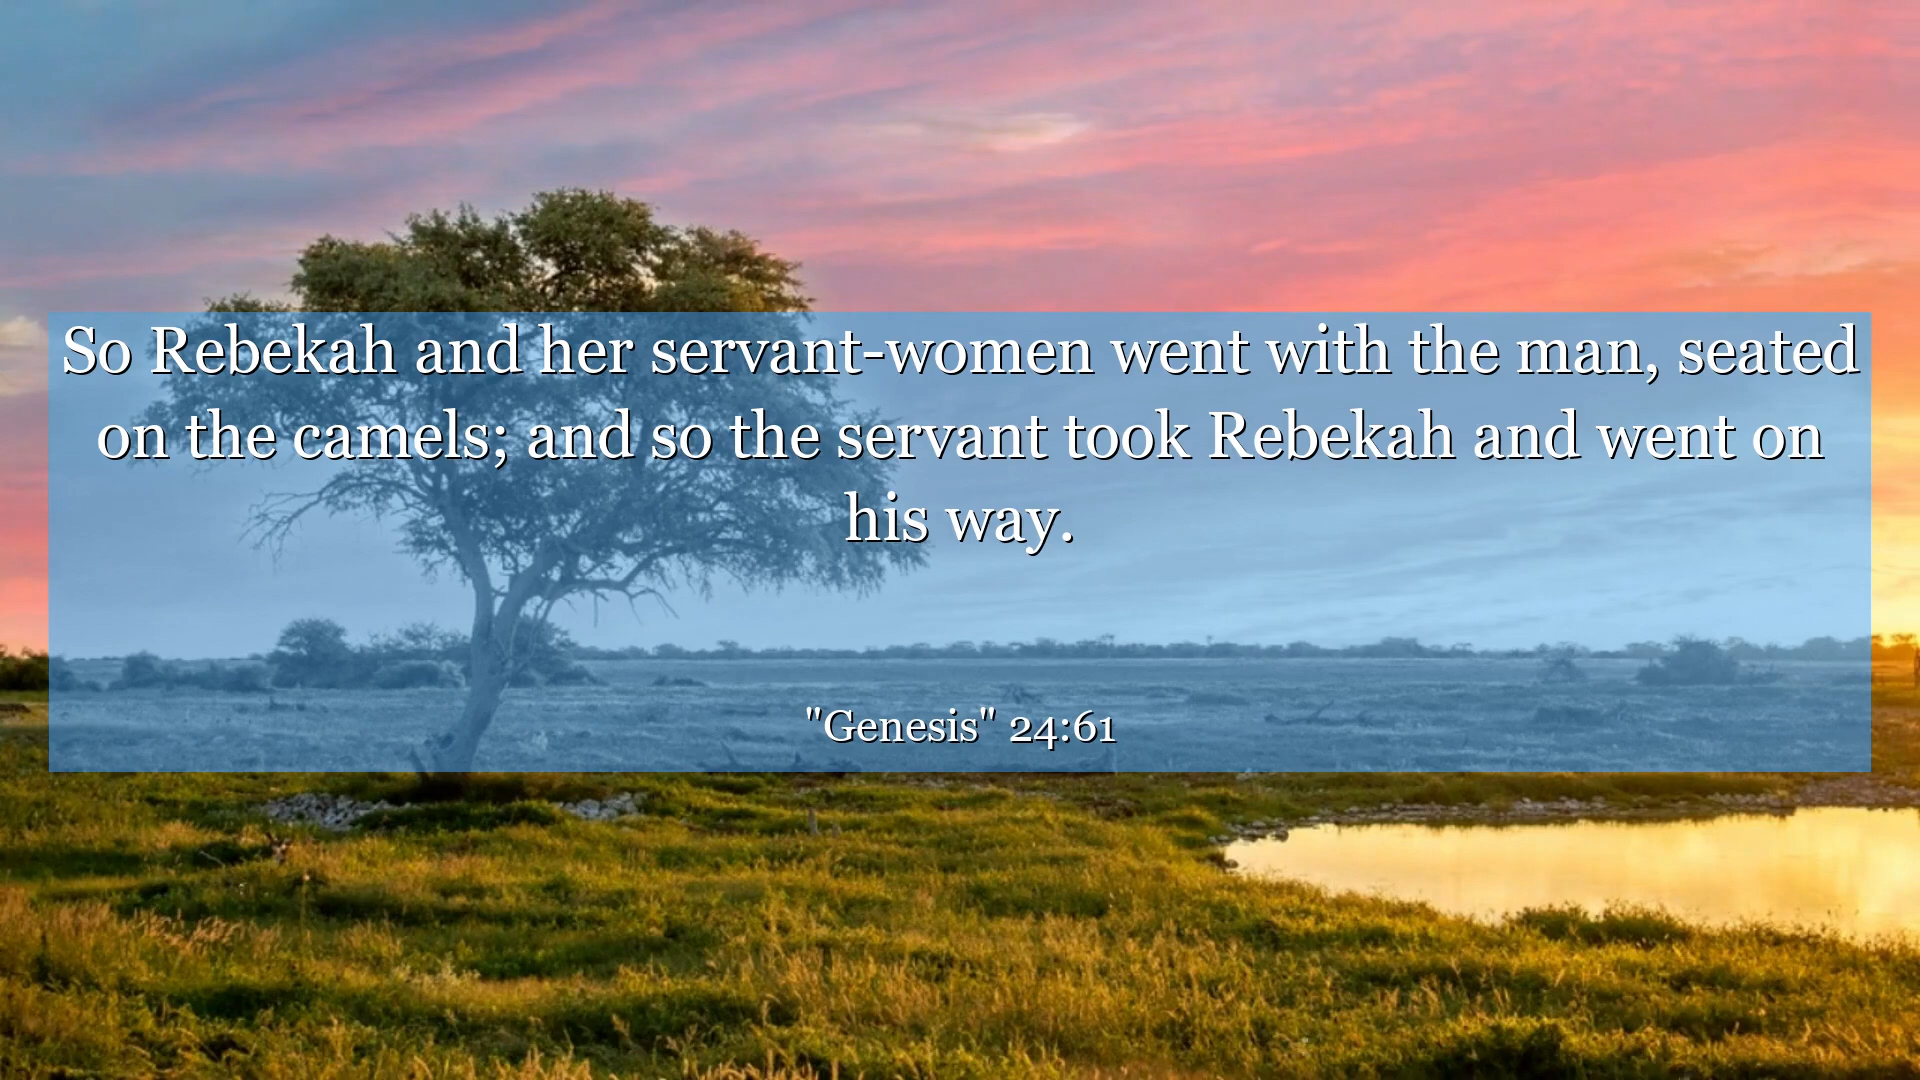 So Rebekah and her servant-women went with the man, seated
on the camels; and so the servant took Rebekah and went on
his way.
"Genesis" 24:61